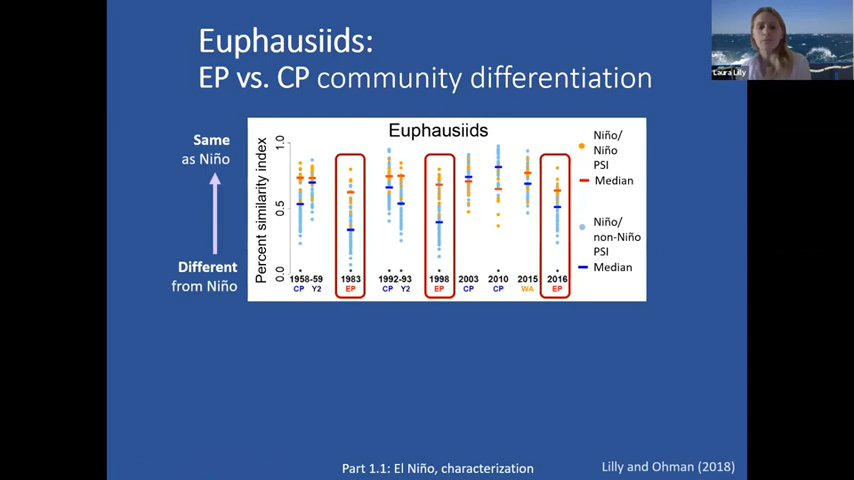 Euphausiids:
EP vs. CP community differentiation
Laura Lilly
Same
as Niño
Different
from Niño
Euphausiids
Percent similarity index
1.0
0.5
0.0
1958-59 1983 1992-93 1998 2003 2010 2015 2016
CP Y2 EP CP Y2 EP CP CP WA EP
Niño/
Niño
PSI
Median
Niño/
non-Niño
PSI
Median
Part 1.1: El Niño, characterization
Lilly and Ohman (2018)